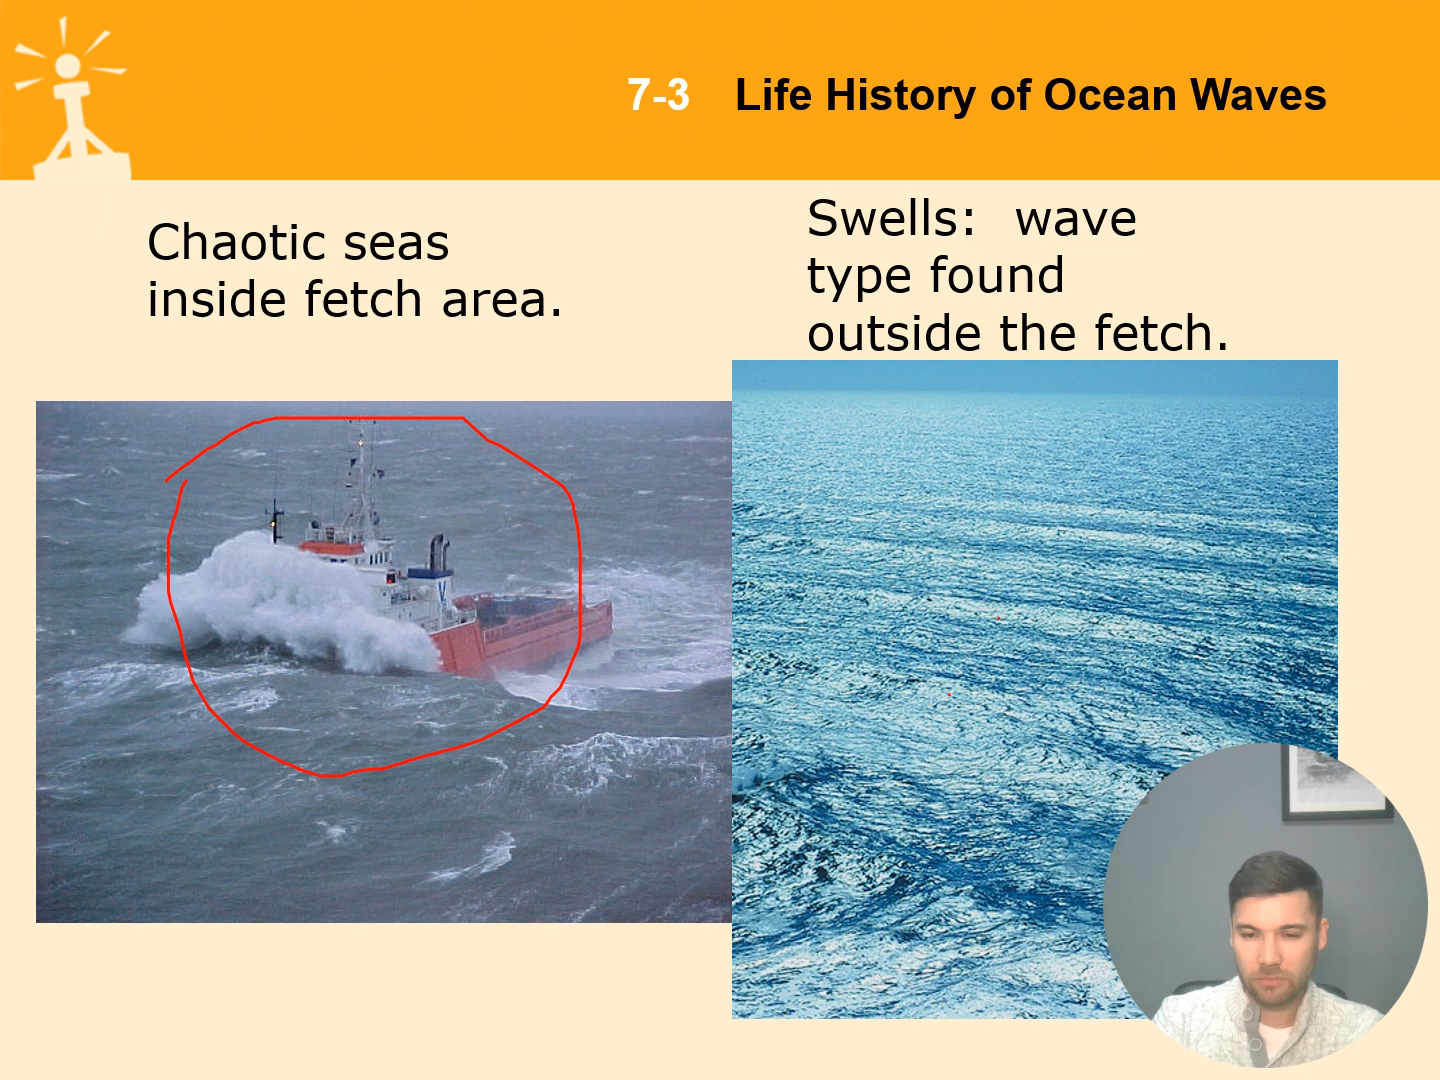 7-3 Life History of Ocean Waves
Chaotic seas
inside fetch area.
Swells: wave
type found
outside the fetch.
V